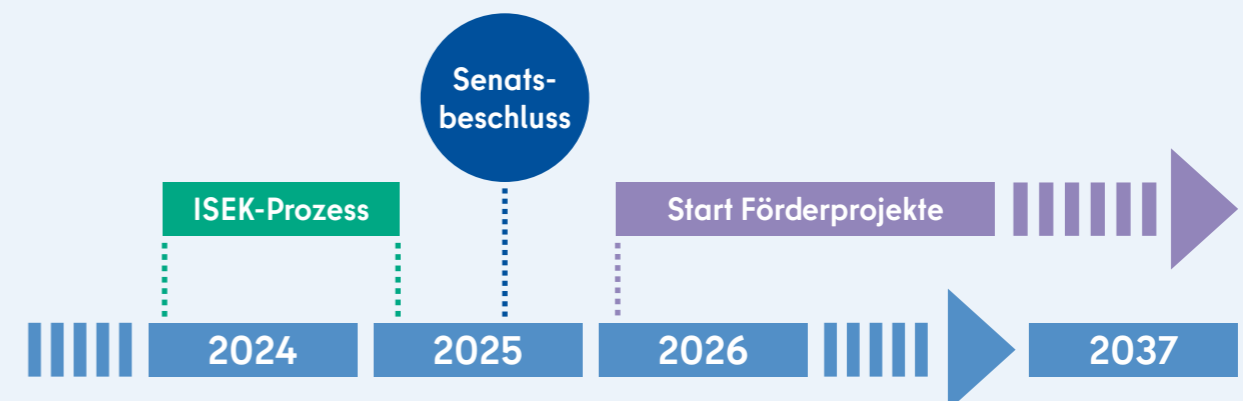 Senats-
beschluss
ISEK-Prozess
Start Förderprojekte
2024
2025
2026
2037